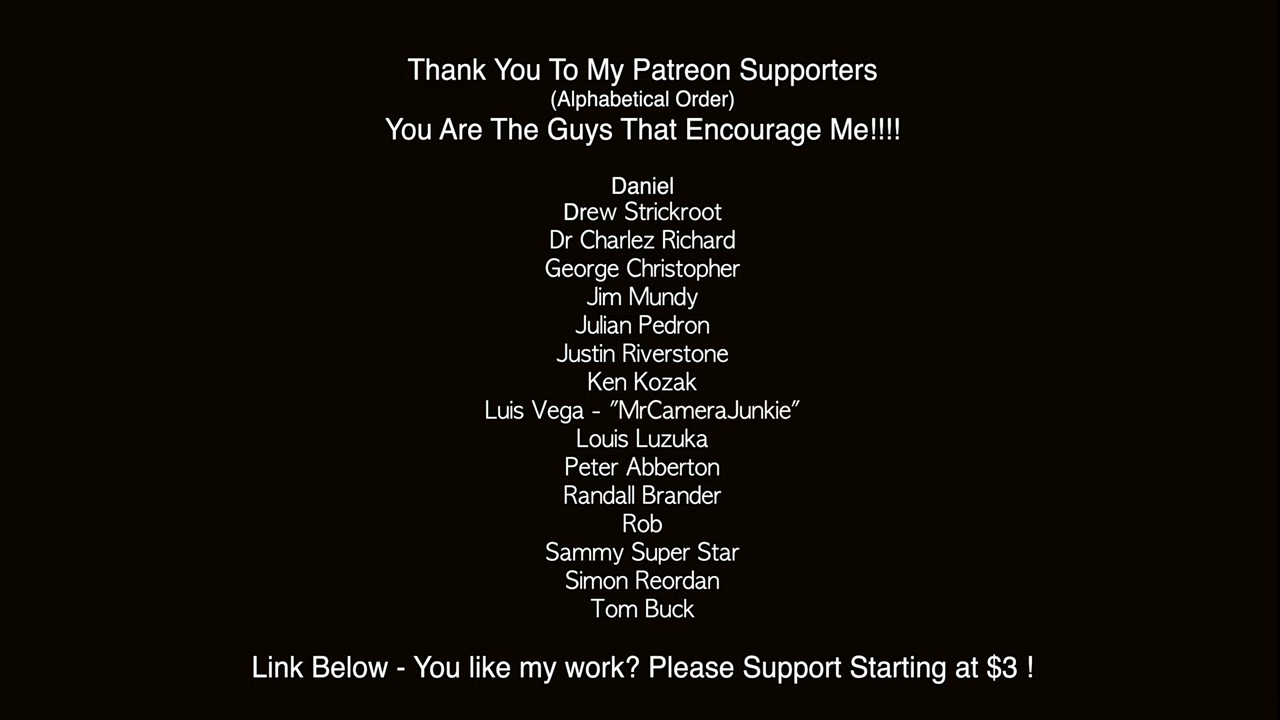 Thank You To My Patreon Supporters
(Alphabetical Order)
You Are The Guys That Encourage Me!!!!
Daniel
Drew Strickroot
Dr Charlez Richard
George Christopher
Jim Mundy
Julian Pedron
Justin Riverstone
Ken Kozak
Luis Vega - "MrCameraJunkie"
Louis Luzuka
Peter Abberton
Randall Brander
Rob
Sammy Super Star
Simon Reordan
Tom Buck
Link Below - You like my work? Please Support Starting at $3 !